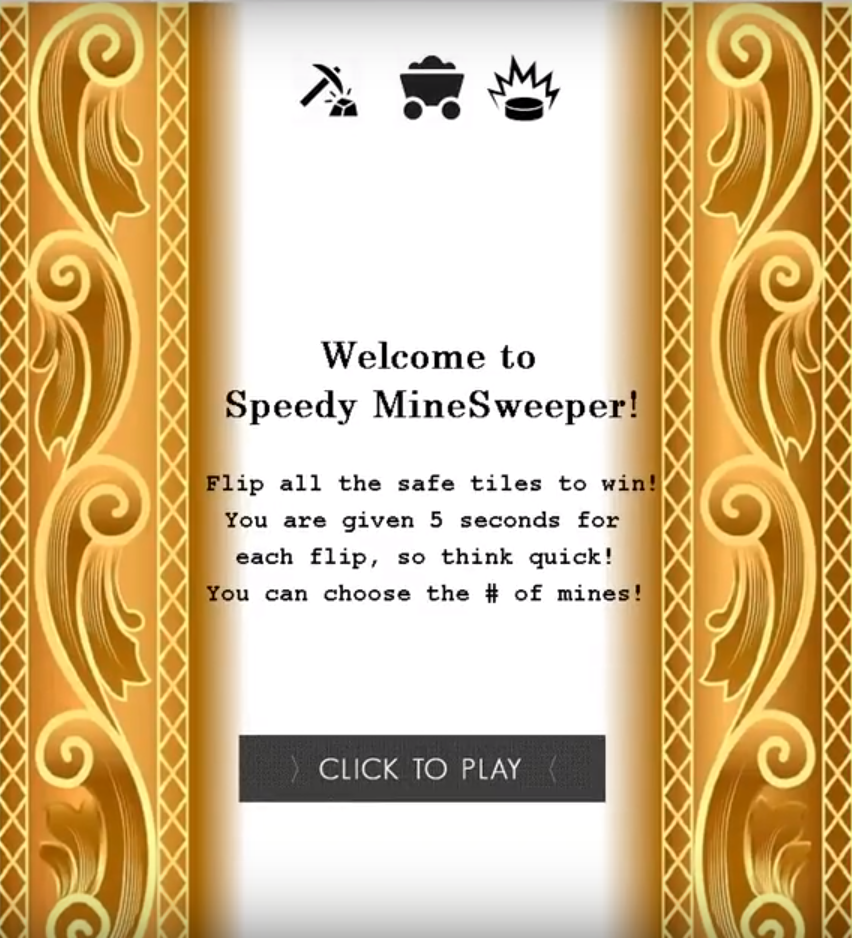 Welcome to
Speedy MineSweeper!
Flip all the safe tiles to win!
You are given 5 seconds for
each flip, so think quick!
You can choose the # of mines!
CLICK TO PLAY